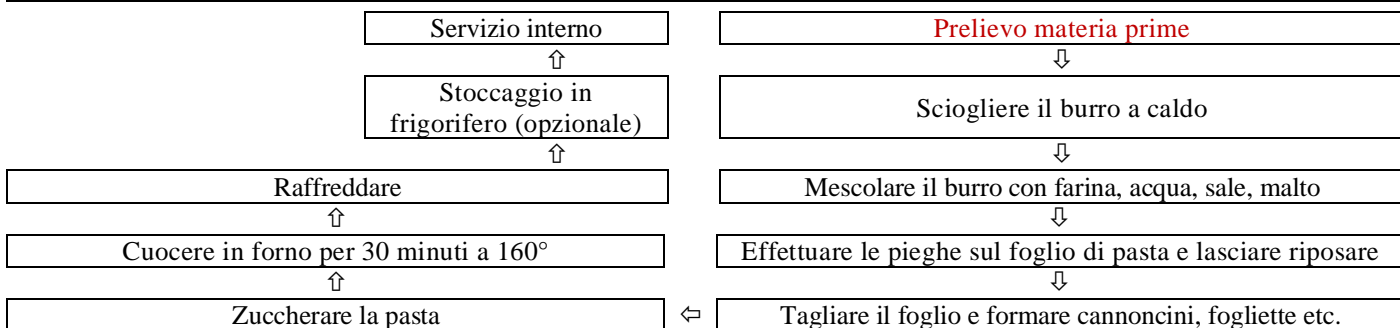 Servizio interno
Prelievo materia prime
⇧
⇩
Stoccaggio in
frigorifero (opzionale)
Sciogliere il burro a caldo
⇧
⇩
Raffreddare
Mescolare il burro con farina, acqua, sale, malto
⇧
⇩
Cuocere in forno per 30 minuti a 160°
Effettuare le pieghe sul foglio di pasta e lasciare riposare
⇧
⇩
Zuccherare la pasta
⇦
Tagliare il foglio e formare cannoncini, fogliette etc.